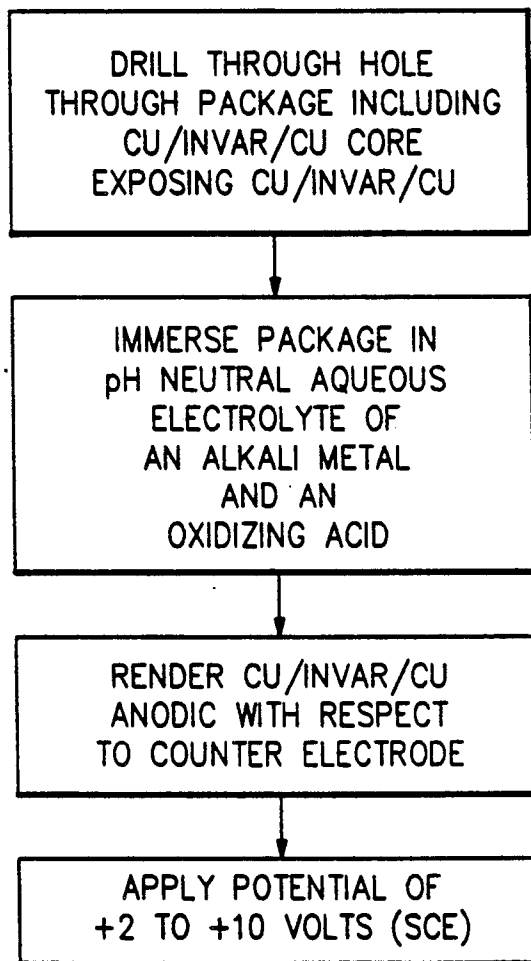 DRILL THROUGH HOLE
THROUGH PACKAGE INCLUDING
CU/INVAR/CU CORE
EXPOSING CU/INVAR/CU
IMMERSE PACKAGE IN
pH NEUTRAL AQUEOUS
ELECTROLYTE OF
AN ALKALI METAL
AND AN
OXIDIZING ACID
RENDER CU/INVAR/CU
ANODIC WITH RESPECT
TO COUNTER ELECTRODE
APPLY POTENTIAL OF
+2 TO +10 VOLTS (SCE)